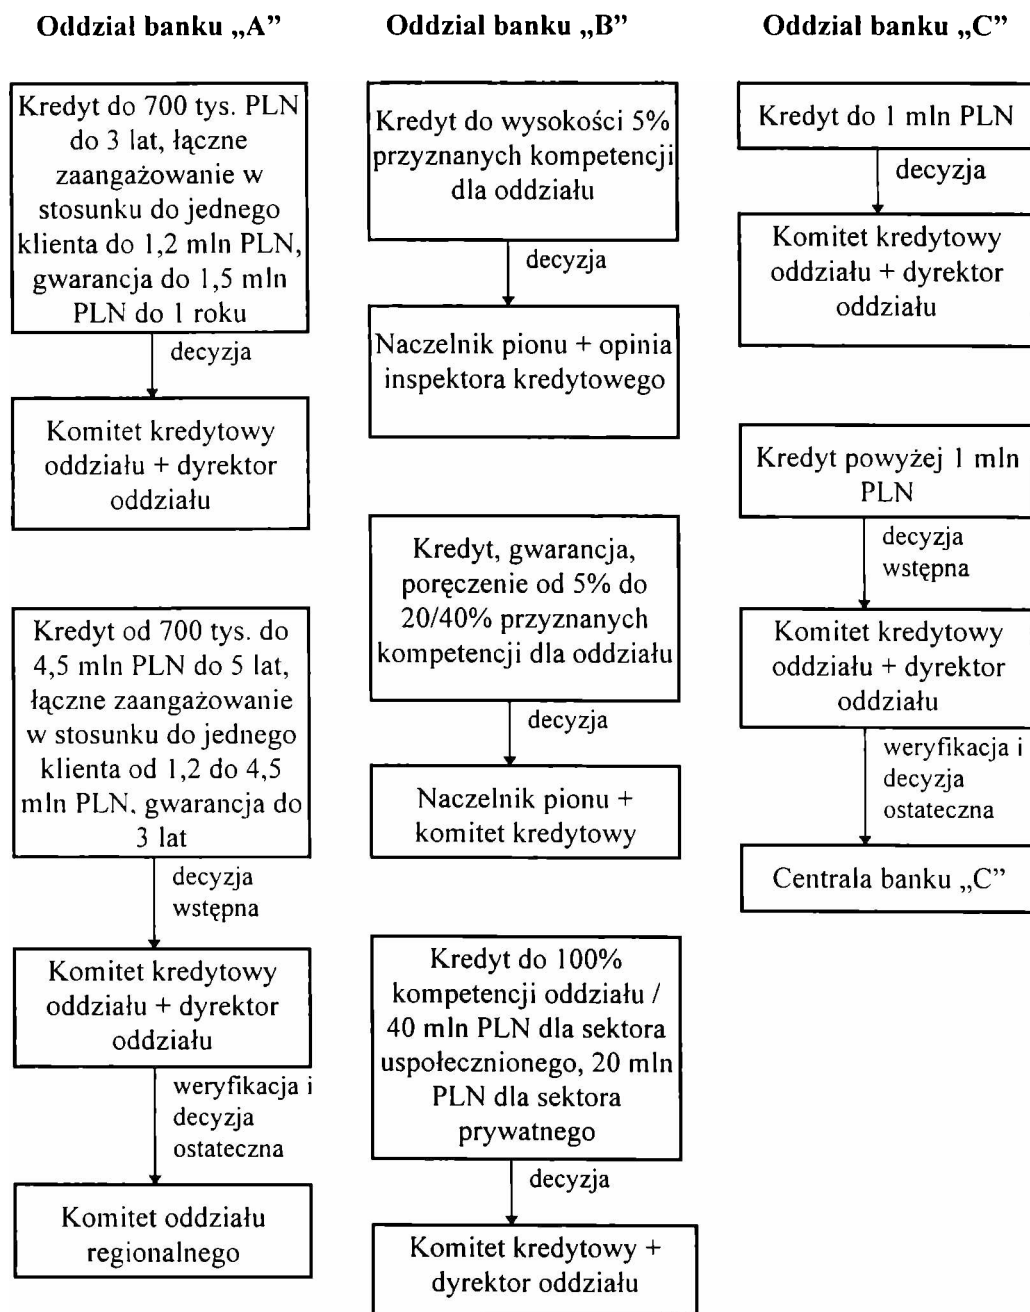 Oddział banku „A”
Kredyt do 700 tys. PLN
do 3 lat, łączne
zaangażowanie w
stosunku do jednego
klienta do 1,2 mln PLN,
gwarancja do 1,5 mln
PLN do 1 roku
decyzja
Komitet kredytowy
oddziału + dyrektor
oddziału
Kredyt od 700 tys. do
4,5 mln PLN do 5 lat,
łączne zaangażowanie
w stosunku do jednego
klienta od 1,2 do 4,5
mln PLN, gwarancja do
3 lat
decyzja
wstępna
Komitet kredytowy
oddziału + dyrektor
oddziału
weryfikacja i
decyzja
ostateczna
Komitet oddziału
regionalnego
Oddział banku „B”
Kredyt do wysokości 5%
przyznanych kompetencji
dla oddziału
decyzja
Naczelnik pionu + opinia
inspektora kredytowego
Kredyt, gwarancja,
poręczenie od 5% do
20/40% przyznanych
kompetencji dla oddziału
decyzja
Naczelnik pionu +
komitet kredytowy
Kredyt do 100%
kompetencji oddziału /
40 mln PLN dla sektora
uspołecznionego, 20 mln
PLN dla sektora
prywatnego
decyzja
Komitet kredytowy +
dyrektor oddziału
Oddział banku „C”
Kredyt do 1 mln PLN
decyzja
Komitet kredytowy
oddziału + dyrektor
oddziału
Kredyt powyżej 1 mln
PLN
decyzja
wstępna
Komitet kredytowy
oddziału + dyrektor
oddziału
weryfikacja i
decyzja
ostateczna
Centrala banku „C”